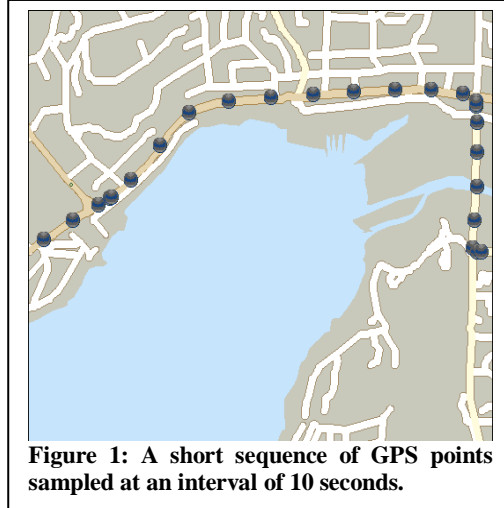 Figure 1: A short sequence of GPS points
sampled at an interval of 10 seconds.